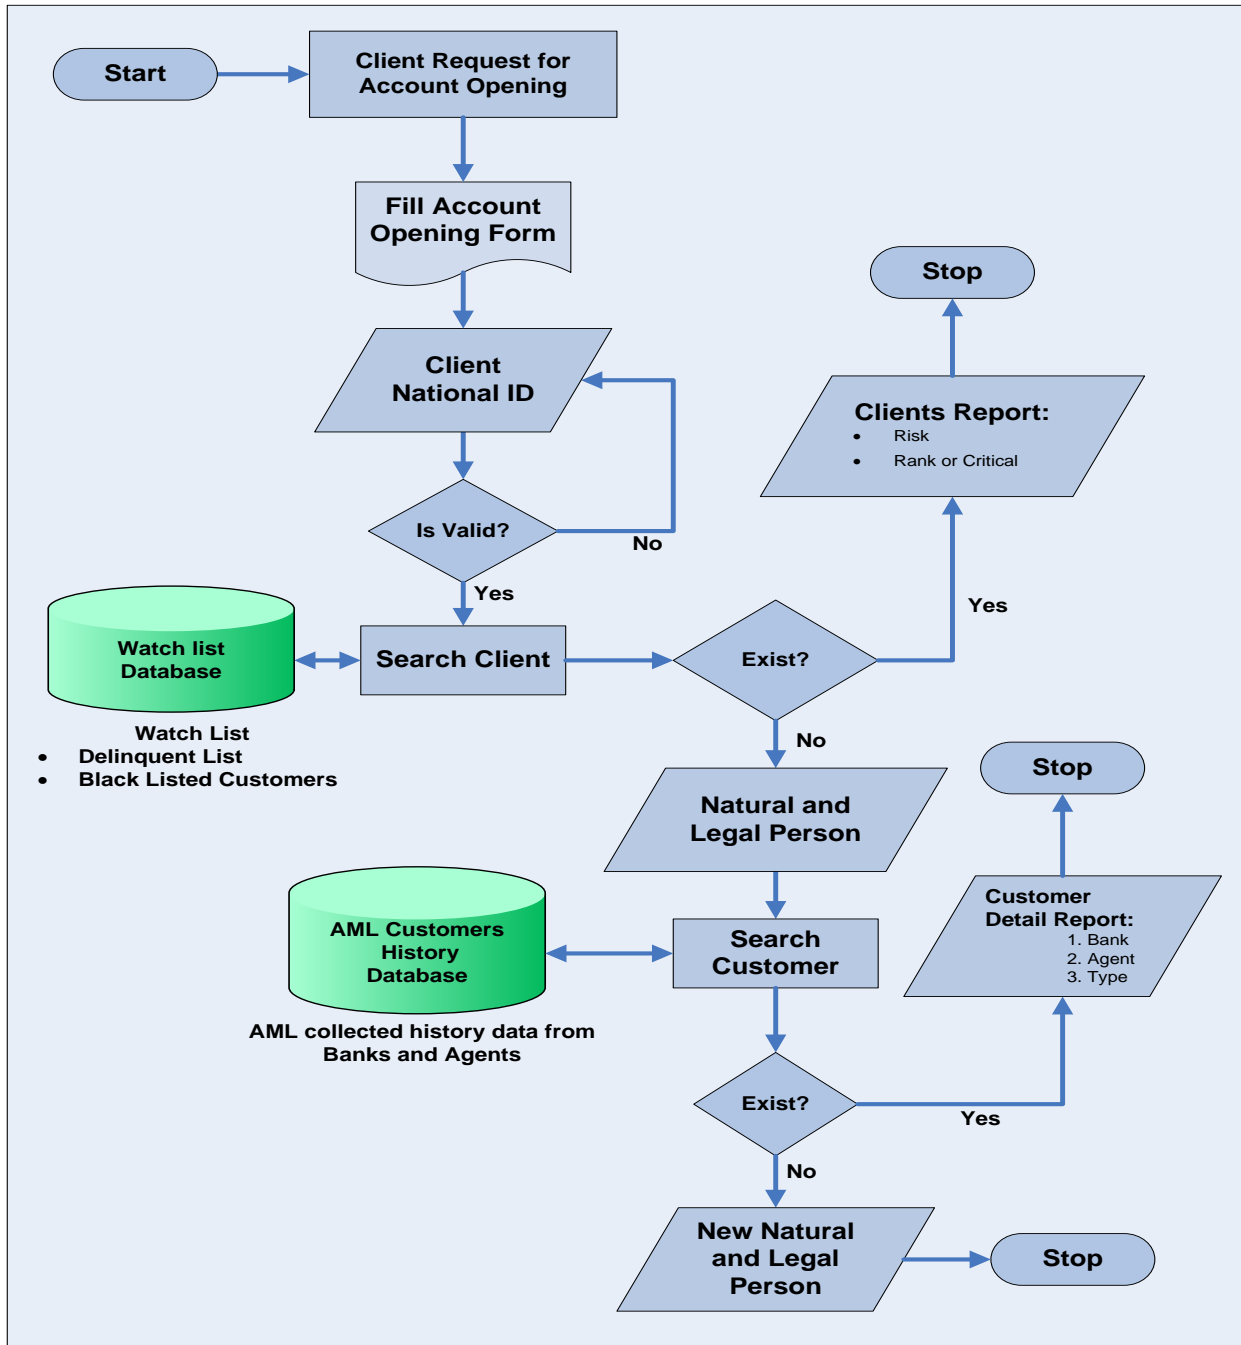 Start
Client Request for
Account Opening
Fill Account
Opening Form
Stop
Client
National ID
Clients Report:
• Risk
• Rank or Critical
Is Valid?
No
Yes
Yes
Watch list
Database
Search Client
Exist?
Watch List
• Delinquent List
• Black Listed Customers
No
Stop
Natural and
Legal Person
AML Customers
History
Database
Search
Customer
Customer
Detail Report:
1. Bank
2. Agent
3. Type
AML collected history data from
Banks and Agents
Exist?
Yes
No
New Natural
and Legal
Person
Stop